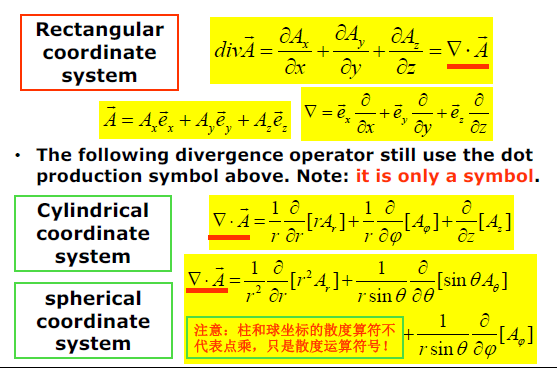 Rectangular
coordinate
system
div\vec{A} = \frac{\partial A_x}{\partial x} + \frac{\partial A_y}{\partial y} + \frac{\partial A_z}{\partial z} = \nabla \cdot \vec{A}
\vec{A} = A_x\vec{e}_x + A_y\vec{e}_y + A_z\vec{e}_z
\nabla = \vec{e}_x \frac{\partial}{\partial x} + \vec{e}_y \frac{\partial}{\partial y} + \vec{e}_z \frac{\partial}{\partial z}
• The following divergence operator still use the dot
production symbol above. Note: it is only a symbol.
Cylindrical
coordinate
system
\nabla \cdot \vec{A} = \frac{1}{r} \frac{\partial}{\partial r}[rA_r] + \frac{1}{r} \frac{\partial}{\partial \varphi}[A_\varphi] + \frac{\partial}{\partial z}[A_z]
spherical
coordinate
system
\nabla \cdot \vec{A} = \frac{1}{r^2} \frac{\partial}{\partial r}[r^2 A_r] + \frac{1}{r \sin\theta} \frac{\partial}{\partial \theta}[\sin\theta A_\theta]
+ \frac{1}{r \sin\theta} \frac{\partial}{\partial \varphi}[A_\varphi]
注意：柱和球坐标的散度算符不
代表点乘，只是散度运算符号！